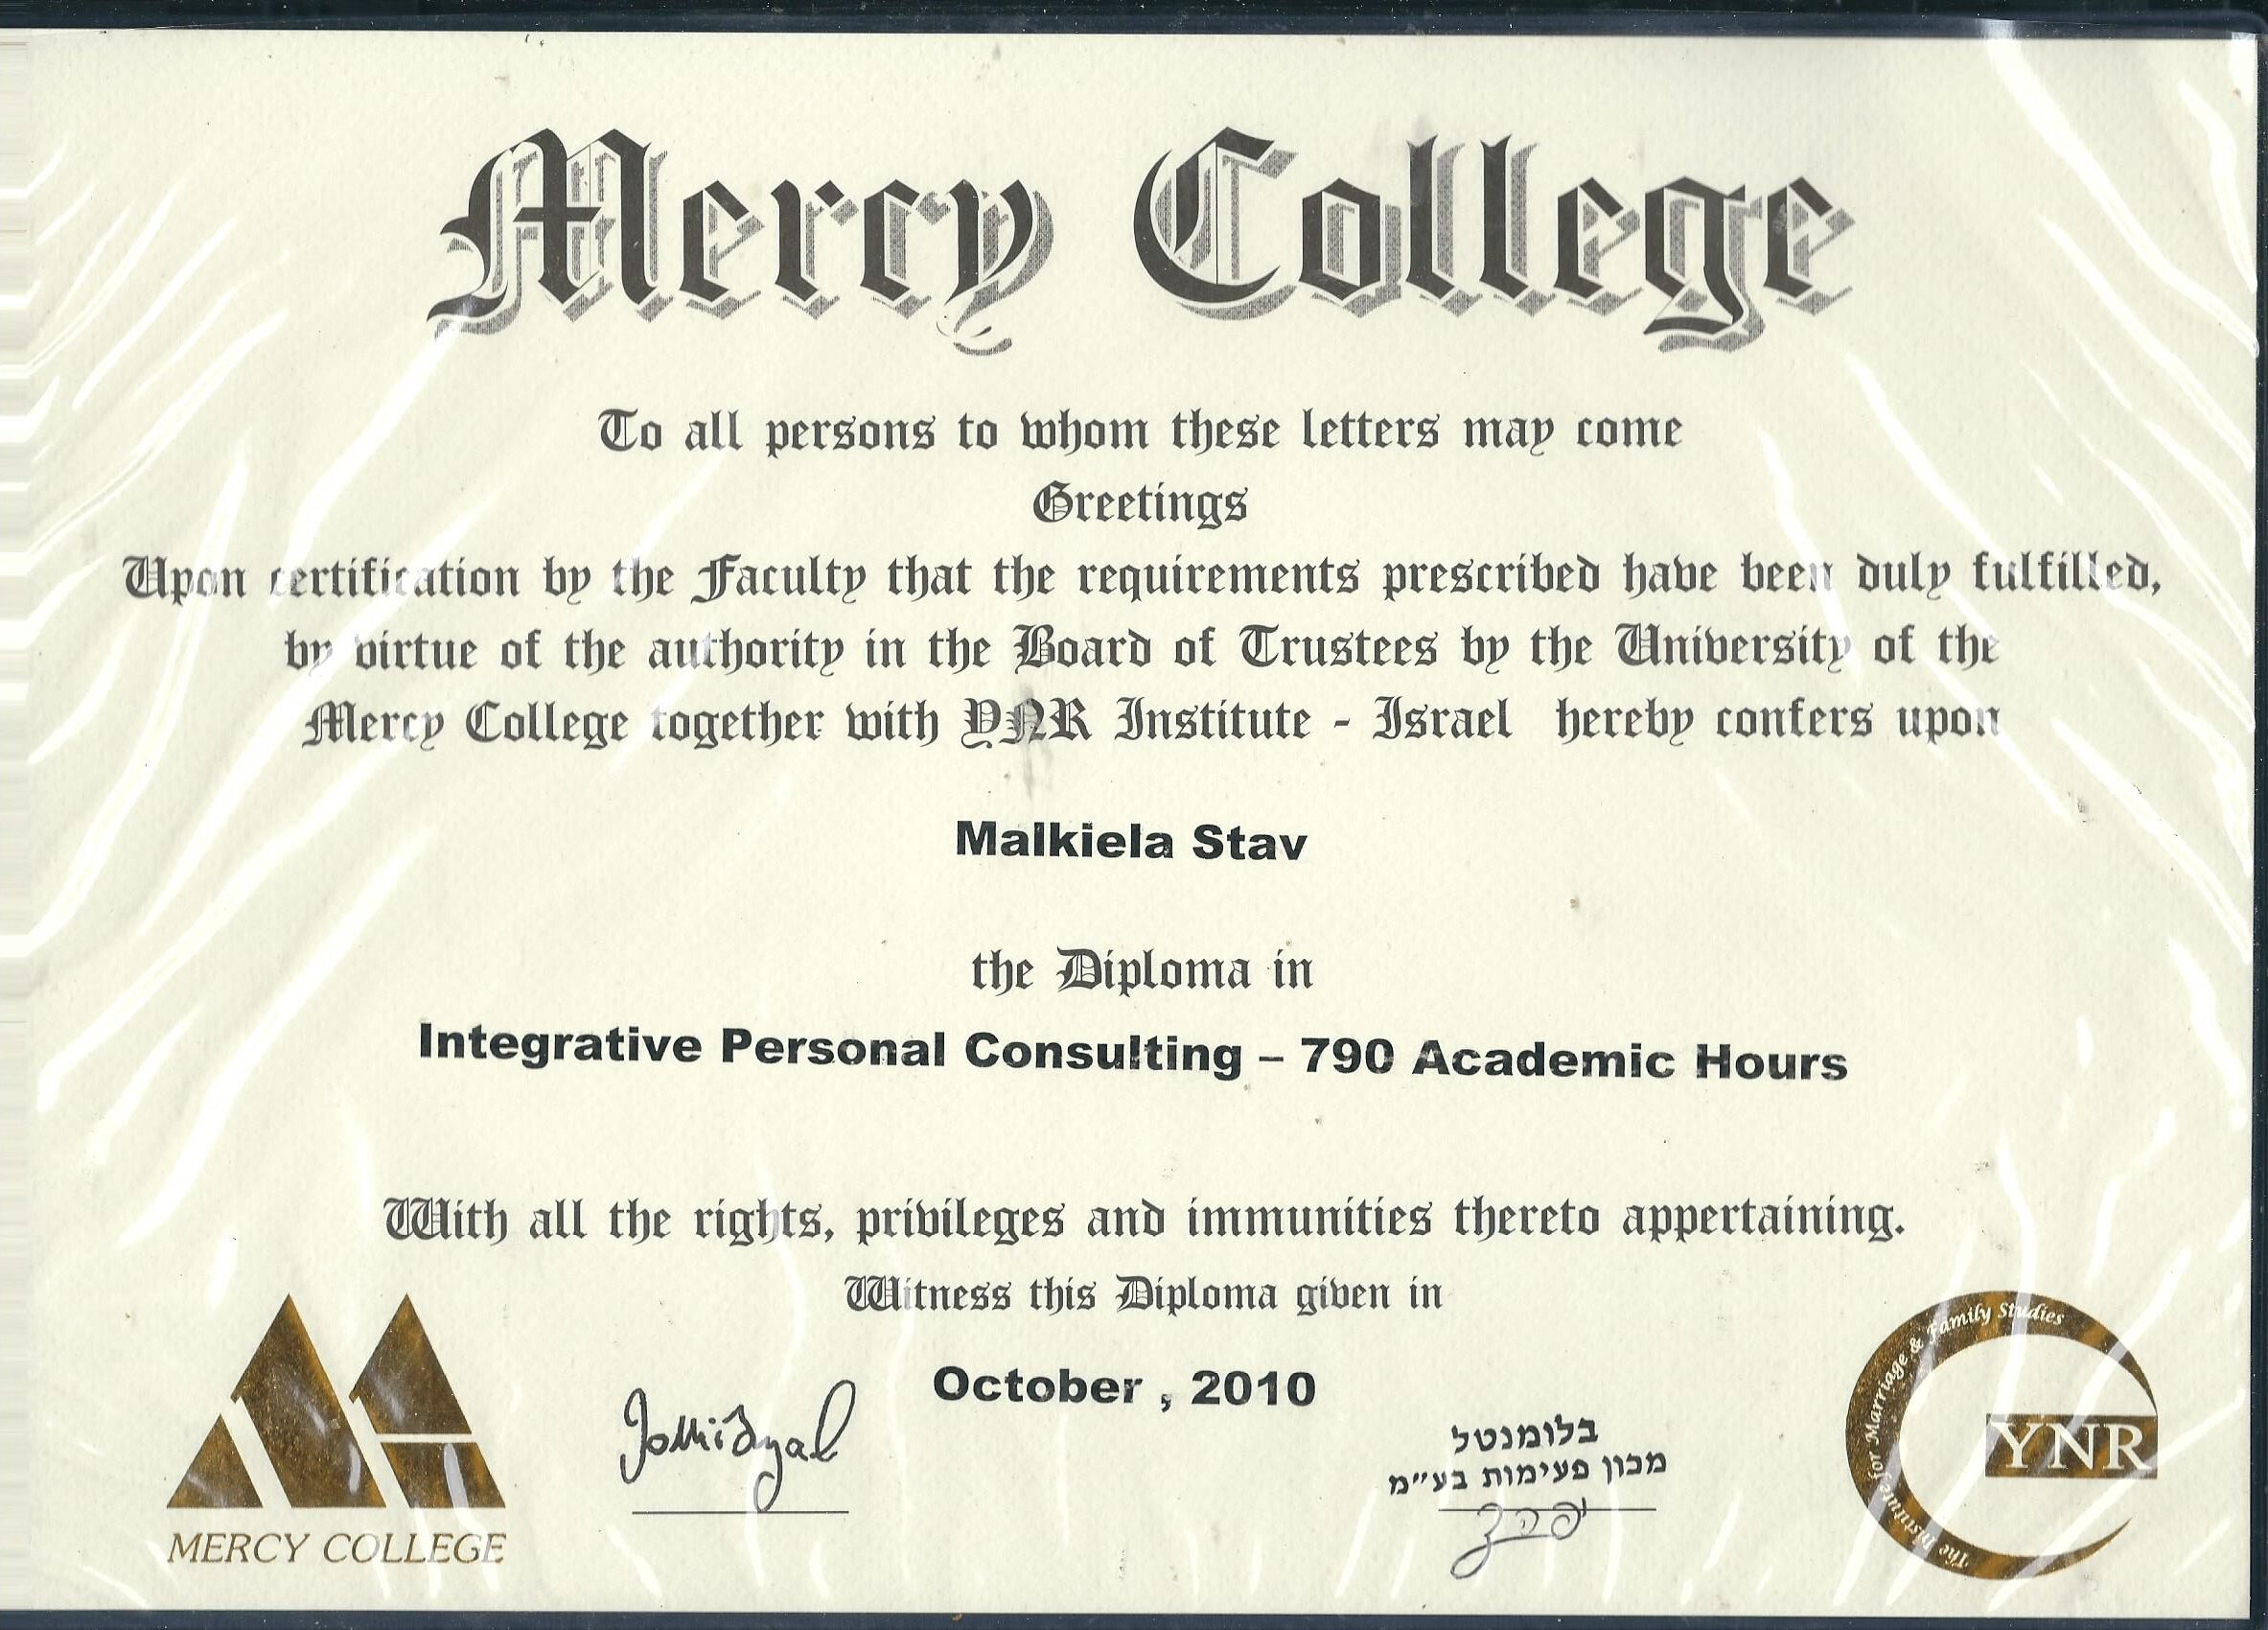 Mercy College
To all persons to whom these letters may come
Greetings
Upon certification by the Faculty that the requirements prescribed have been duly fulfilled,
by virtue of the authority in the Board of Trustees by the University of the
Mercy College together with YNR Institute - Israel hereby confers upon
Malkiela Stav
the Diploma in
Integrative Personal Consulting – 790 Academic Hours
With all the rights, privileges and immunities thereto appertaining.
Witness this Diploma given in
October , 2010
בלומנטל
מכון פעימות בע״מ
MERCY COLLEGE
The Institute for Marriage & Family Studies
YNR